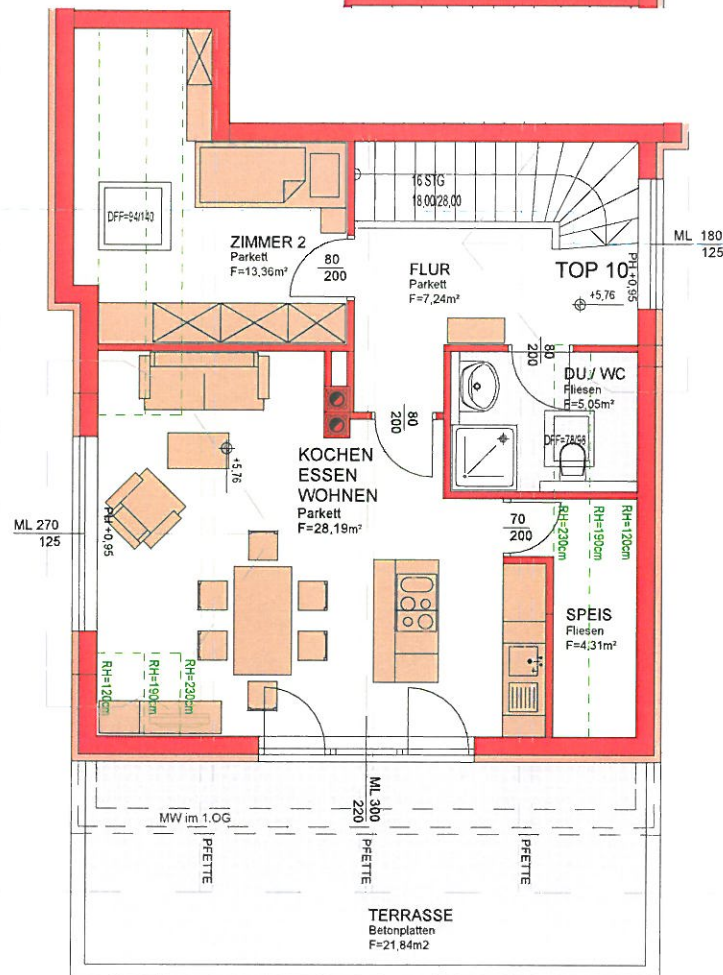 16 STG
18,00/28,00
DFF=94/140
ZIMMER 2
Parkett
F=13,36m²
80
200
FLUR
Parkett
F=7,24m²
TOP 10
+5,76
PH +0,95
ML 180
125
80
200
DU / WC
Fliesen
F=5,05m²
DFF=78/98
80
200
KOCHEN
ESSEN
WOHNEN
Parkett
F=28,19m²
+5,76
ML 270
125
PH +0,95
70
200
RH=230cm
RH=190cm
RH=120cm
SPEIS
Fliesen
F=4,31m²
RH=120cm
RH=190cm
RH=230cm
ML 300
220
MW im 1.OG
PFETTE
PFETTE
PFETTE
TERRASSE
Betonplatten
F=21,84m2